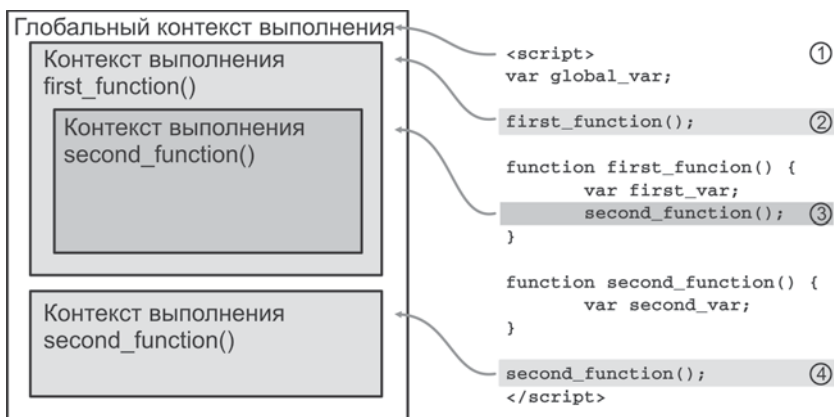 Глобальный контекст выполнения
Контекст выполнения
first_function()
Контекст выполнения
second_function()
Контекст выполнения
second_function()
<script>
var global_var;
first_function();
function first_funcion() {
var first_var;
second_function();
}
function second_function() {
var second_var;
}
second_function();
</script>
1
2
3
4